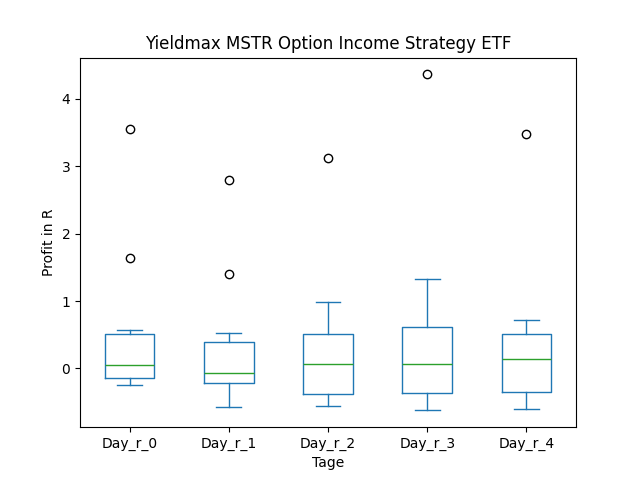 Yieldmax MSTR Option Income Strategy ETF
4
3
2
1
0
Profit in R
Day_r_0 Day_r_1 Day_r_2 Day_r_3 Day_r_4
Tage